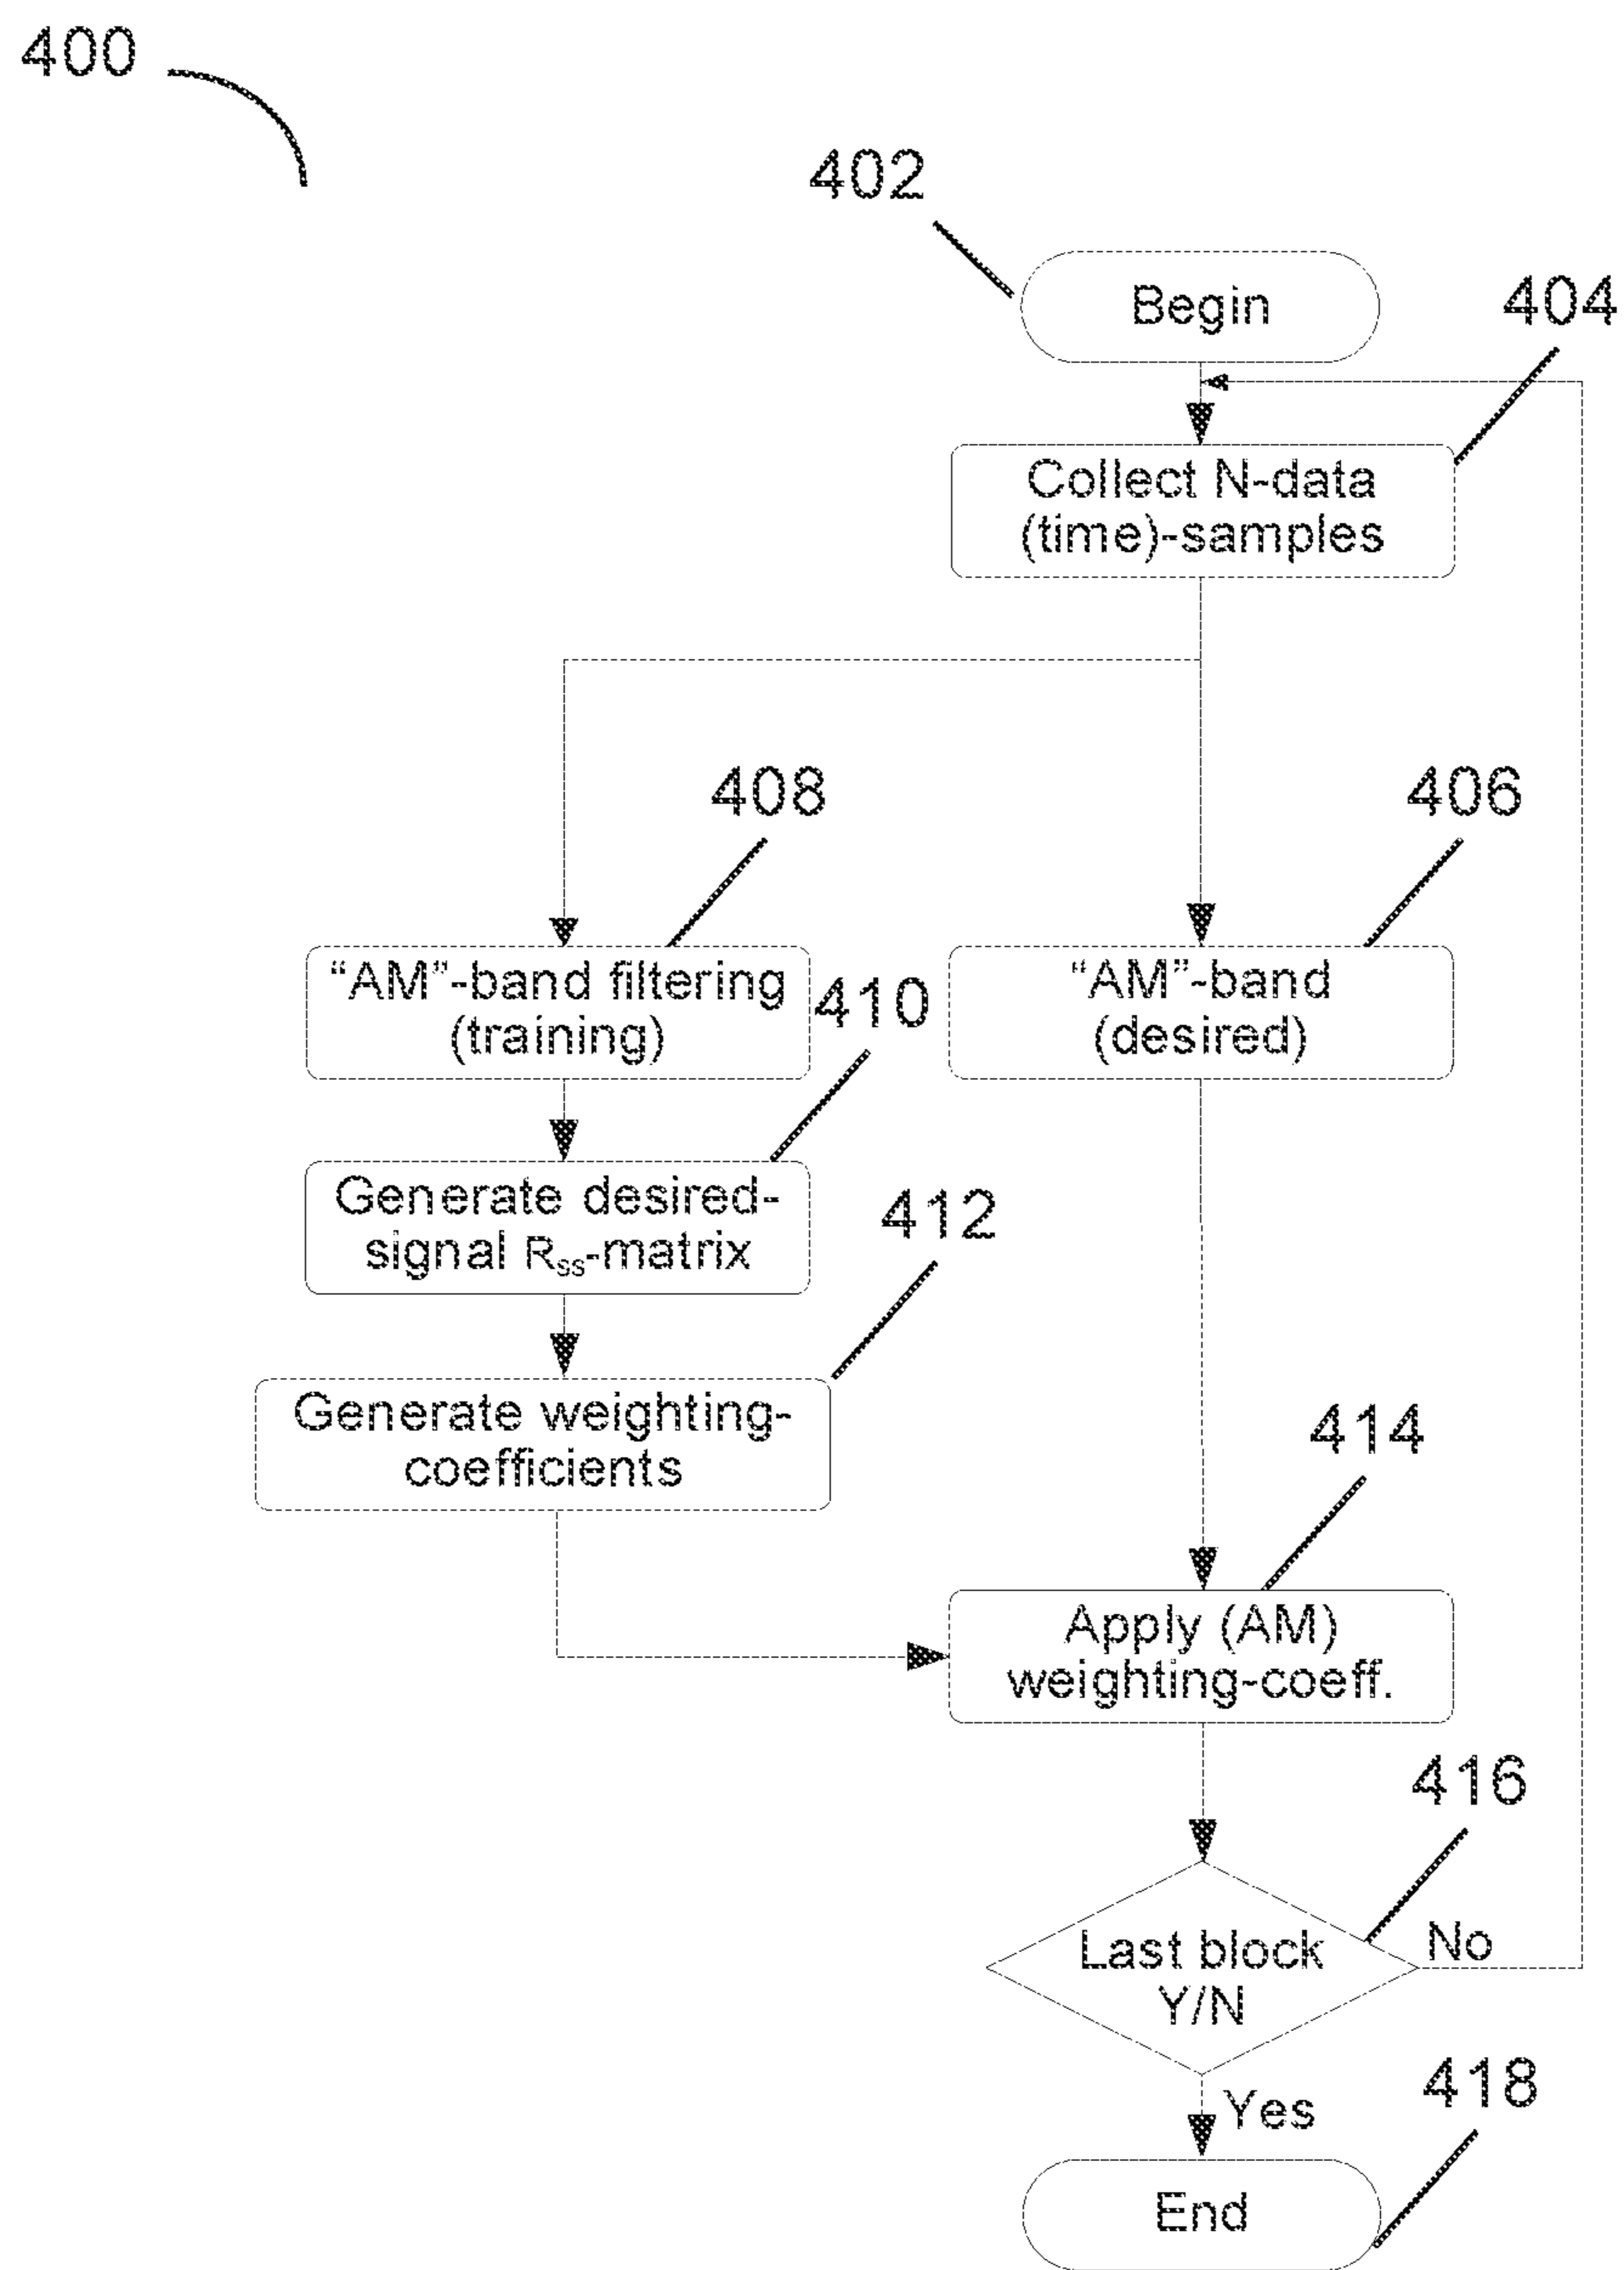 400
402
Begin
404
Collect N-data
(time)-samples
408
406
"AM"-band filtering
(training)
410
"AM"-band
(desired)
Generate desired-
signal Rss-matrix
412
Generate weighting-
coefficients
414
Apply (AM)
weighting-coeff.
416
Last block
Y/N
No
Yes
418
End